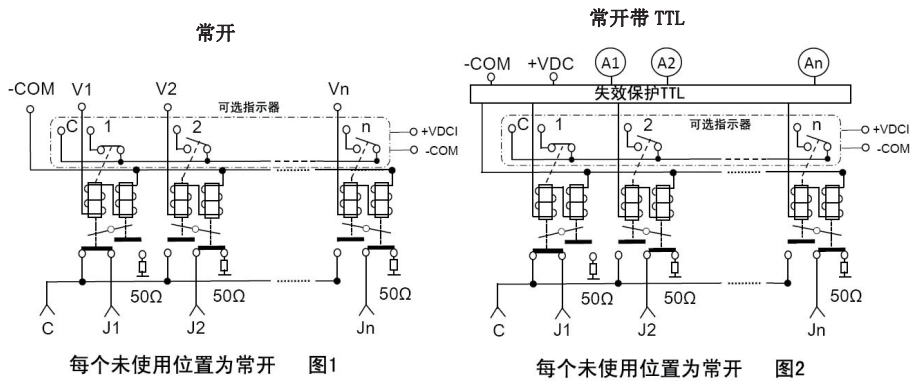 常开
-COM V1 V2 Vn
可选指示器
C 1 2 n
+VDCI
-COM
50Ω 50Ω 50Ω
C J1 J2 Jn
每个未使用位置为常开 图1
常开带 TTL
-COM +VDC A1 A2 An
失效保护TTL
可选指示器
C 1 2 n
+VDCI
-COM
50Ω 50Ω 50Ω
C J1 J2 Jn
每个未使用位置为常开 图2